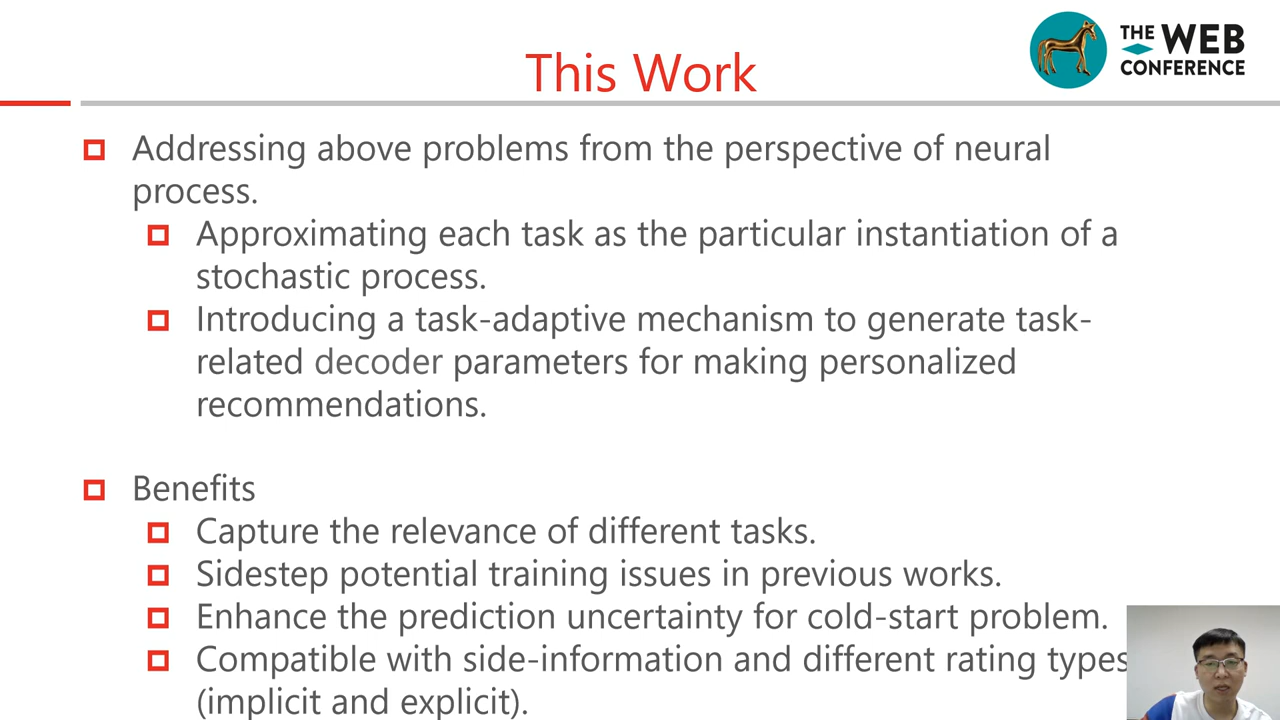 THE WEB
CONFERENCE
This Work
Addressing above problems from the perspective of neural
process.
Approximating each task as the particular instantiation of a
stochastic process.
Introducing a task-adaptive mechanism to generate task-
related decoder parameters for making personalized
recommendations.
Benefits
Capture the relevance of different tasks.
Sidestep potential training issues in previous works.
Enhance the prediction uncertainty for cold-start problem.
Compatible with side-information and different rating types
(implicit and explicit).